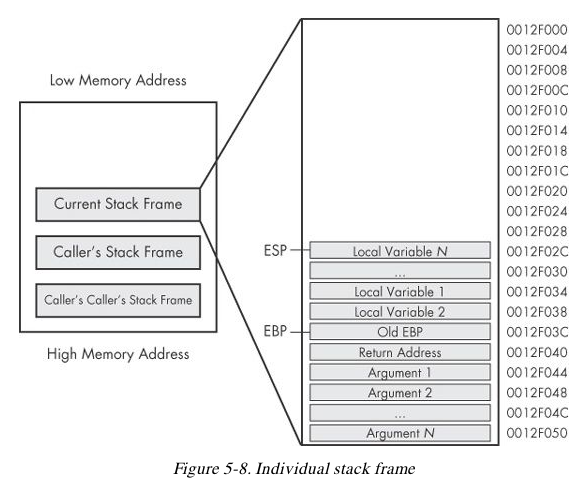 Low Memory Address
Current Stack Frame
Caller's Stack Frame
Caller's Caller's Stack Frame
High Memory Address
0012F000
0012F004
0012F008
0012F00C
0012F010
0012F014
0012F018
0012F01C
0012F020
0012F024
0012F028
ESP Local Variable N 0012F02C
... 0012F030
Local Variable 1 0012F034
Local Variable 2 0012F038
EBP Old EBP 0012F03C
Return Address 0012F040
Argument 1 0012F044
Argument 2 0012F048
... 0012F04C
Argument N 0012F050
Figure 5-8. Individual stack frame